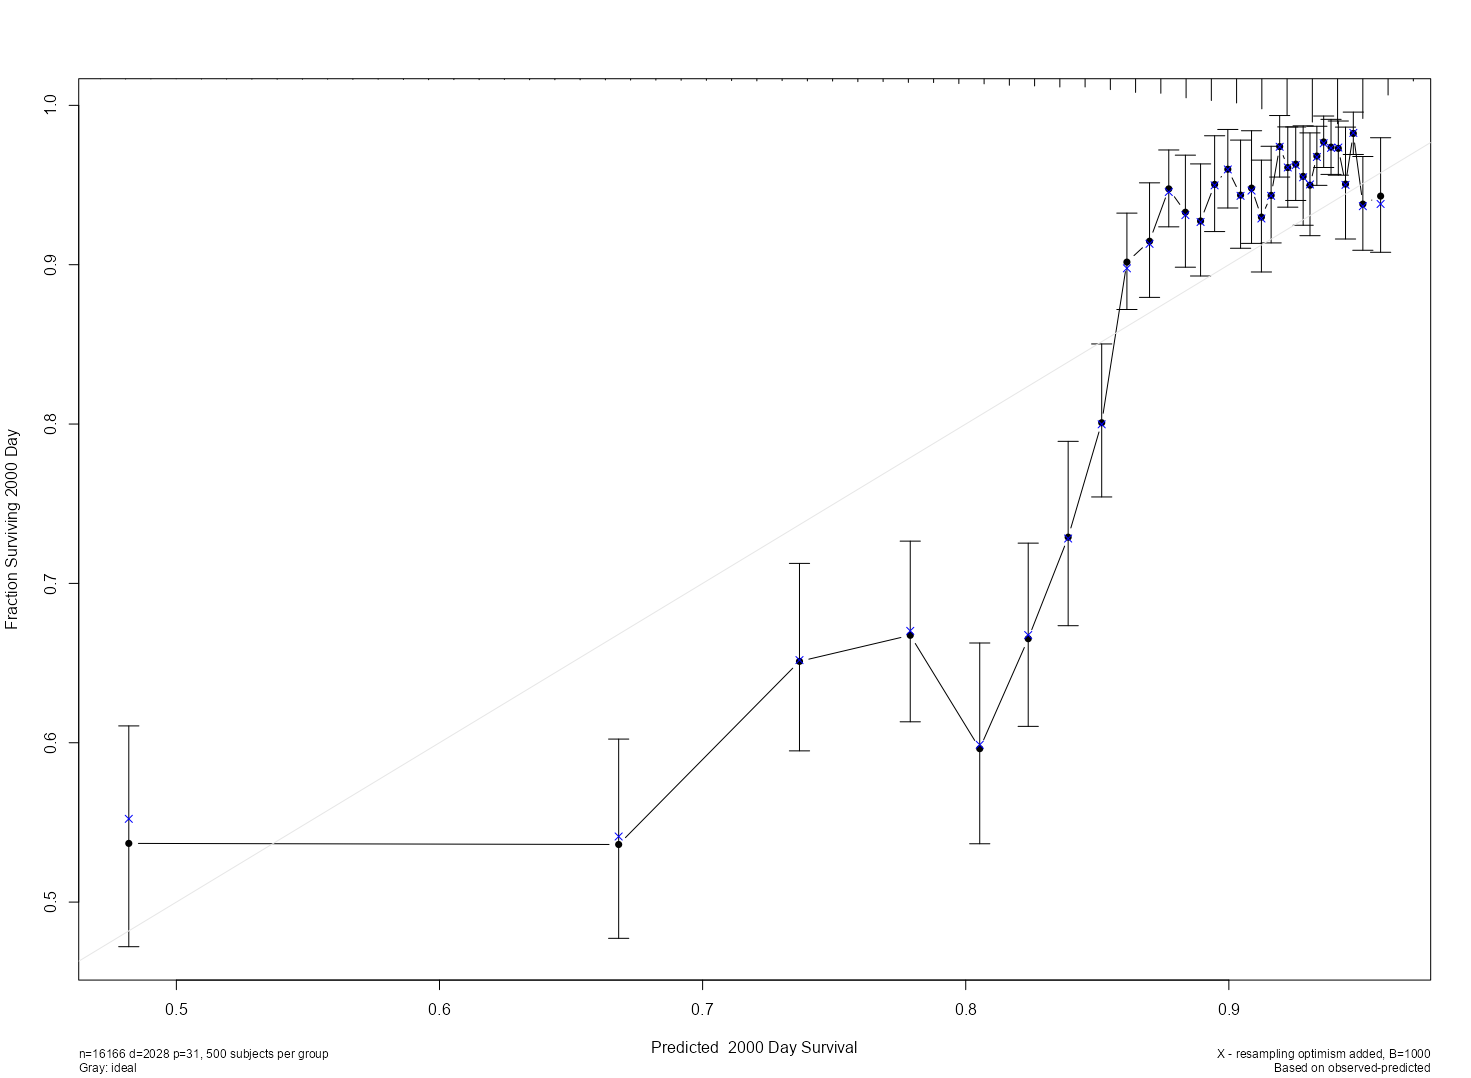 1.0
0.9
0.8
0.7
0.6
0.5
Fraction Surviving 2000 Day
0.5 0.6 0.7 0.8 0.9
Predicted  2000 Day Survival
n=16166 d=2028 p=31, 500 subjects per group
Gray: ideal
X - resampling optimism added, B=1000
Based on observed-predicted